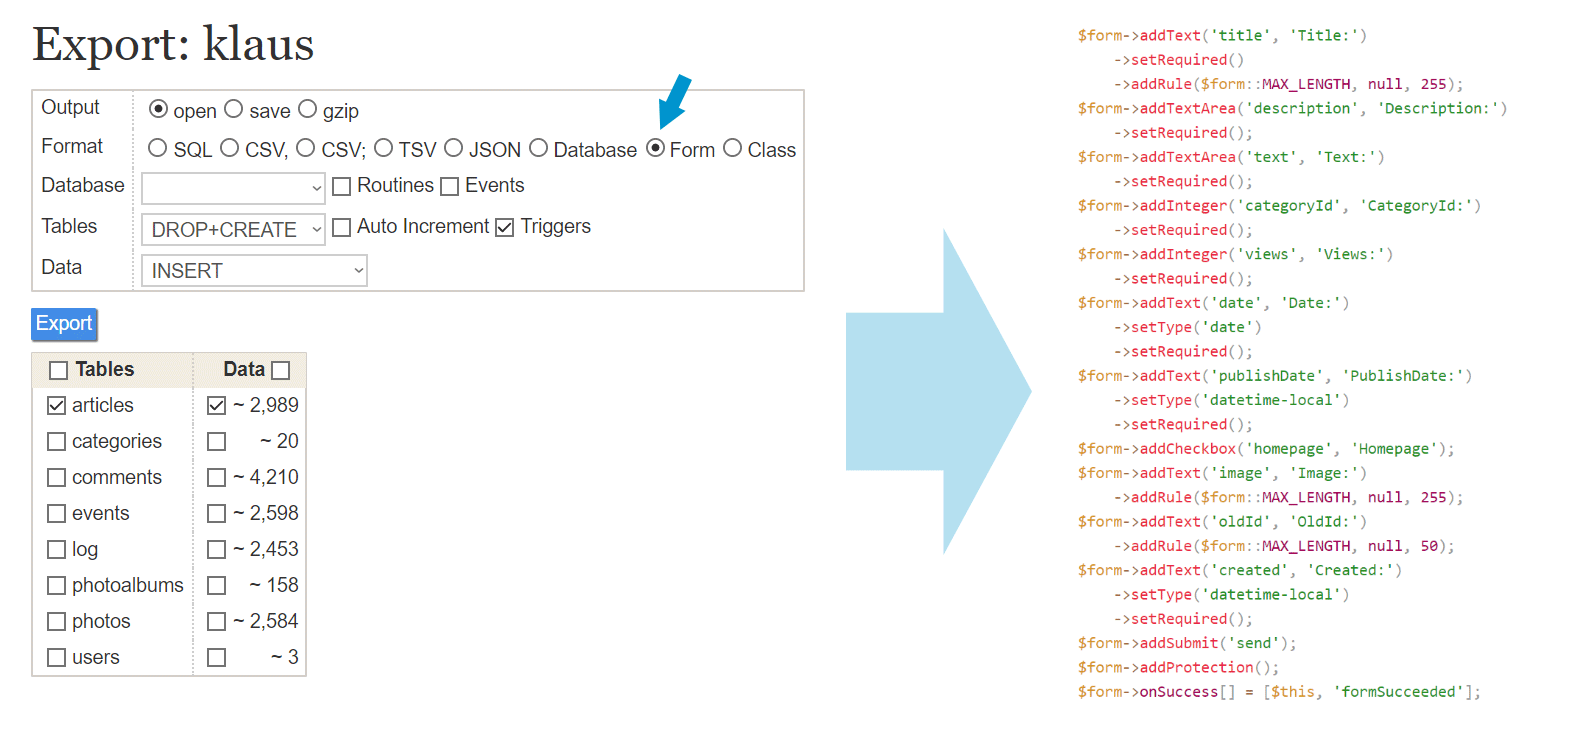 Export: klaus
Output open save gzip
Format SQL CSV, CSV; TSV JSON Database Form Class
Database Routines Events
Tables DROP+CREATE Auto Increment Triggers
Data INSERT
Export
Tables Data
articles ~ 2,989
categories ~ 20
comments ~ 4,210
events ~ 2,598
log ~ 2,453
photoalbums ~ 158
photos ~ 2,584
users ~ 3
$form->addText('title', 'Title:')
->setRequired()
->addRule($form::MAX_LENGTH, null, 255);
$form->addTextArea('description', 'Description:')
->setRequired();
$form->addTextArea('text', 'Text:')
->setRequired();
$form->addInteger('categoryId', 'CategoryId:')
->setRequired();
$form->addInteger('views', 'Views:')
->setRequired();
$form->addText('date', 'Date:')
->setType('date')
->setRequired();
$form->addText('publishDate', 'PublishDate:')
->setType('datetime-local')
->setRequired();
$form->addCheckbox('homepage', 'Homepage');
$form->addText('image', 'Image:')
->addRule($form::MAX_LENGTH, null, 255);
$form->addText('oldId', 'OldId:')
->addRule($form::MAX_LENGTH, null, 50);
$form->addText('created', 'Created:')
->setType('datetime-local')
->setRequired();
$form->addSubmit('send');
$form->addProtection();
$form->onSuccess[] = [$this, 'formSucceeded'];